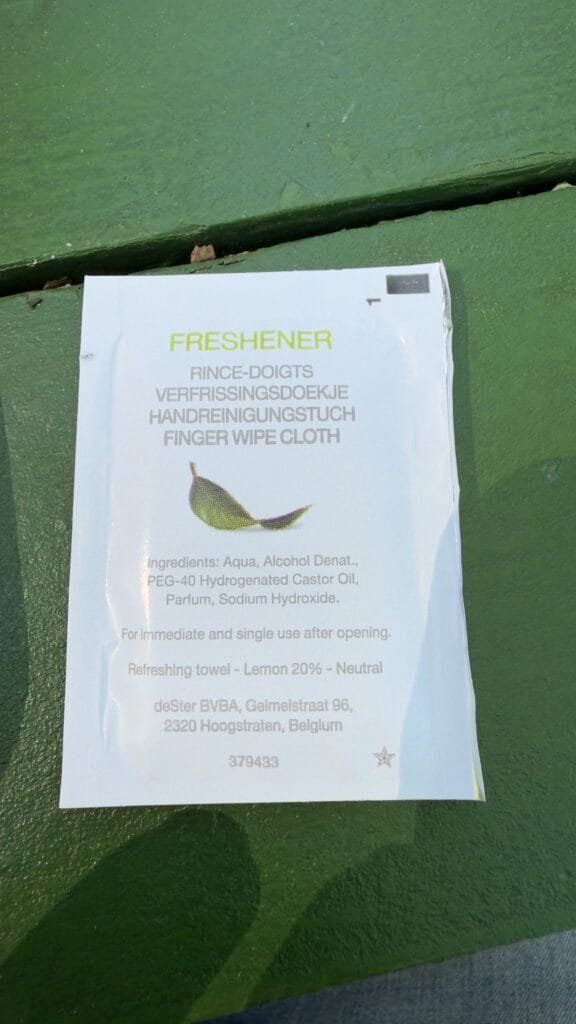 1
FRESHENER
RINCE-DOIGTS
VERFRISSINGSDOEKJE
HANDREINIGUNGSTUCH
FINGER WIPE CLOTH
Ingredients: Aqua, Alcohol Denat.,
PEG-40 Hydrogenated Castor Oil,
Parfum, Sodium Hydroxide.
For immediate and single use after opening.
Refreshing towel - Lemon 20% - Neutral
deSter BVBA, Gelmelstraat 96,
2320 Hoogstraten, Belgium
379433